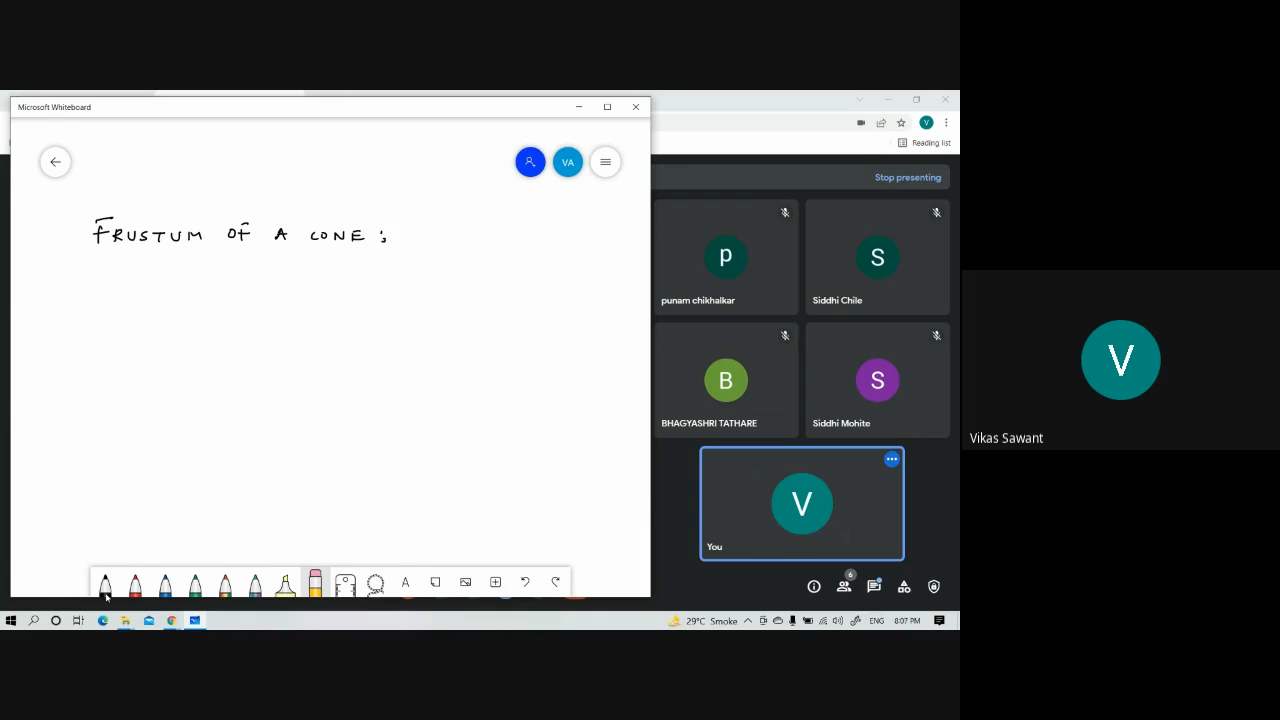 Microsoft Whiteboard
Reading list
VA
Stop presenting
FRUSTUM OF A CONE :
p
punam chikhalkar
S
Siddhi Chile
B
BHAGYASHRI TATHARE
S
Siddhi Mohite
V
You
V
Vikas Sawant
V
6
A
29°C Smoke
ENG
8:07 PM